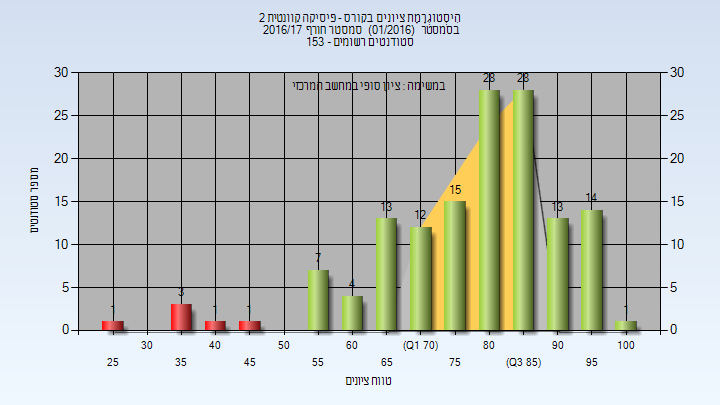 היסטוגרמת ציונים בקורס - פיסיקה קוונטית 2
בסמסטר (01/2016) סמסטר חורף 2016/17
סטודנטים רשומים - 153
במשימה : ציון סופי במחשב המרכזי
מספר סטודנטים
30 25 20 15 10 5 0
1 3 1 1 7 4 13 12 15 28 28 13 14 1
30 25 20 15 10 5 0
30 40 50 60 (Q1 70) 80 90 100
25 35 45 55 65 75 (Q3 85) 95
טווח ציונים